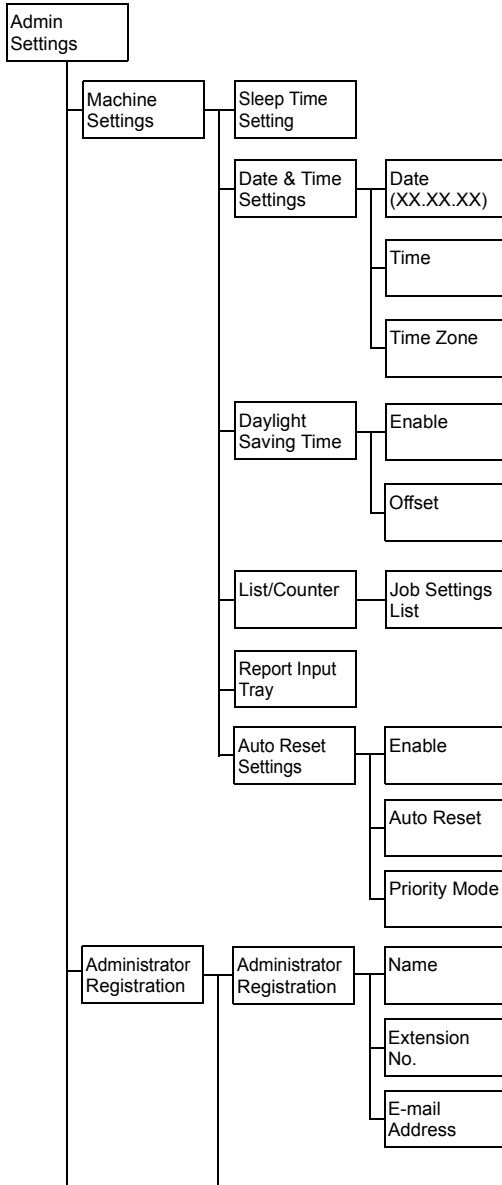 Admin
Settings
Machine
Settings
Sleep Time
Setting
Date & Time
Settings
Date
(XX.XX.XX)
Time
Time Zone
Daylight
Saving Time
Enable
Offset
List/Counter
Job Settings
List
Report Input
Tray
Auto Reset
Settings
Enable
Auto Reset
Priority Mode
Administrator
Registration
Administrator
Registration
Name
Extension
No.
E-mail
Address